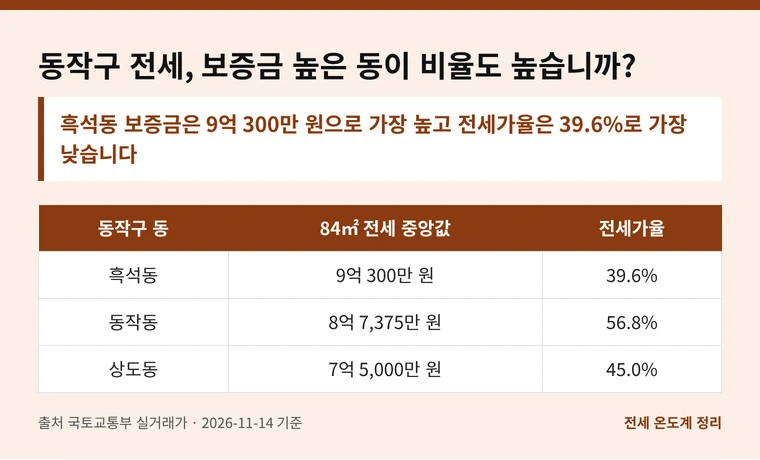 동작구 전세, 보증금 높은 동이 비율도 높습니까?
흑석동 보증금은 9억 300만 원으로 가장 높고 전세가율은 39.6%로 가장
낮습니다
동작구 동 84㎡ 전세 중앙값 전세가율
흑석동 9억 300만 원 39.6%
동작동 8억 7,375만 원 56.8%
상도동 7억 5,000만 원 45.0%
출처 국토교통부 실거래가 · 2026-11-14 기준 전세 온도계 정리